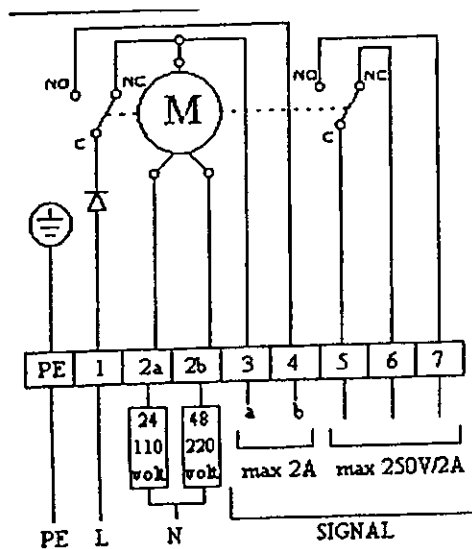 NO NC NO NC
M
C C
PE 1 2a 2b 3 4 5 6 7
24 48 a b
110 220
volt volt max 2A max 250V/2A
PE L N SIGNAL